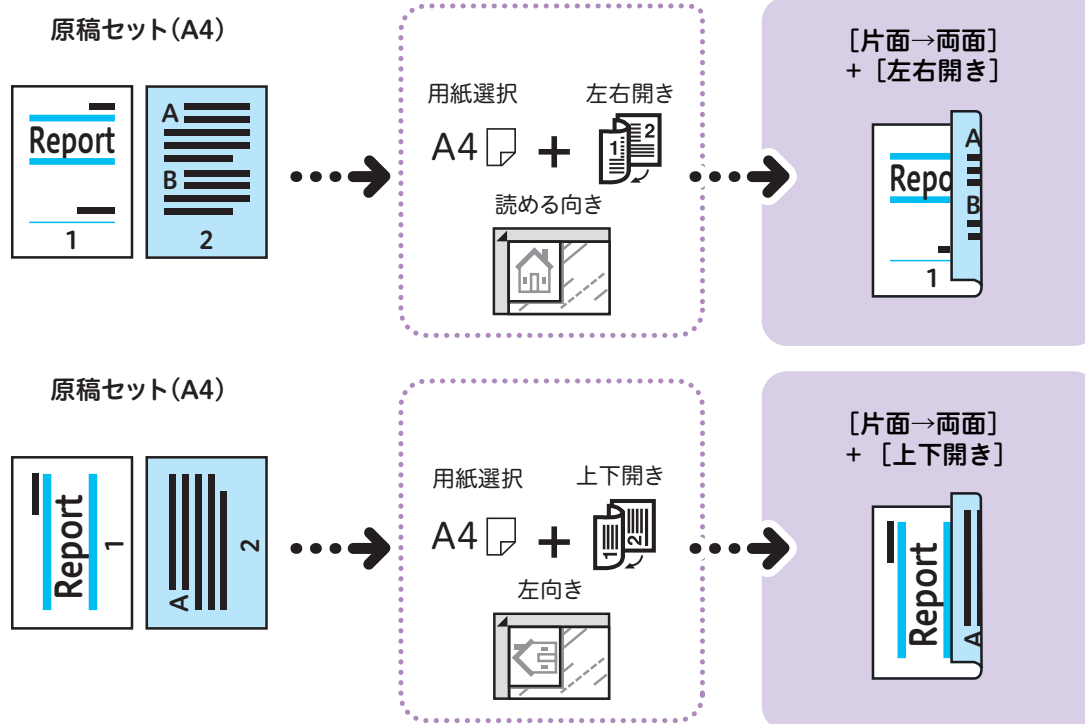 原稿セット(A4)
Report
1
A
B
2
用紙選択
左右開き
A4
+
1
2
読める向き
[片面→両面]
+ [左右開き]
Repo
1
A
B
原稿セット(A4)
Report
1
A
2
用紙選択
上下開き
A4
+
1
2
左向き
[片面→両面]
+ [上下開き]
Report
A